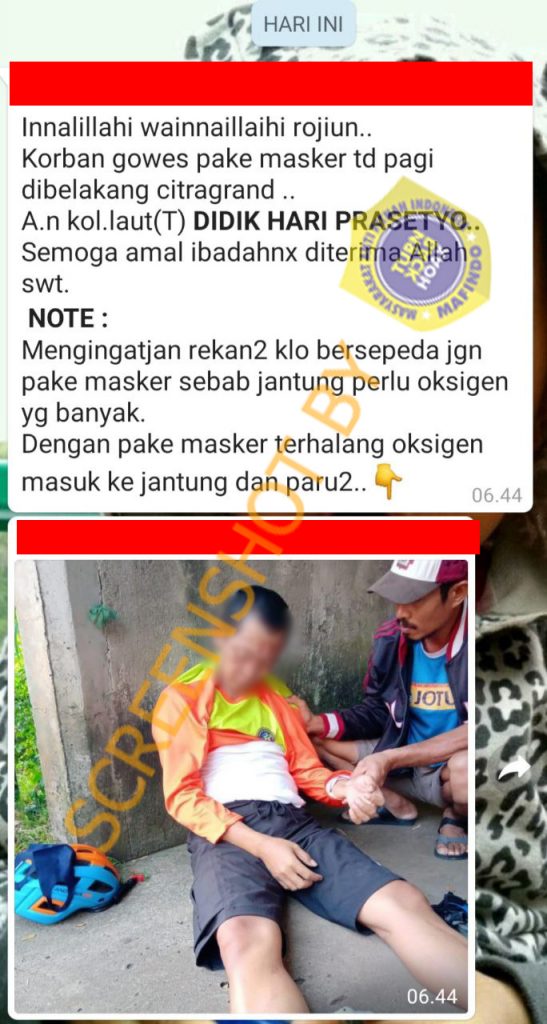 HARI INI
Innalillahi wainnaillaihi rojiun..
Korban gowes pake masker td pagi
dibelakang citragrand ..
A.n kol.laut(T) DIDIK HARI PRASETYO..
Semoga amal ibadahnx diterima Allah
swt.
NOTE :
Mengingatjan rekan2 klo bersepeda jgn
pake masker sebab jantung perlu oksigen
yg banyak.
Dengan pake masker terhalang oksigen
masuk ke jantung dan paru2.. 👇
06.44
MASYARAKAT ANTI FITNAH INDONESIA
MAFINDO
TURN
BACK
HOAX
SCREENSHOT BY
JOTU
06.44